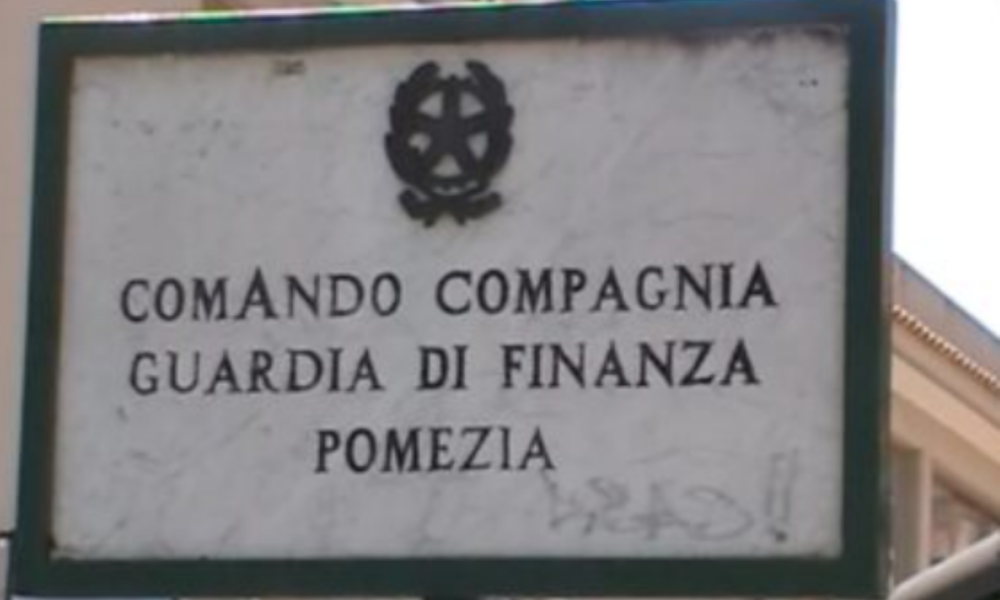 COMANDO COMPAGNIA
GUARDIA DI FINANZA
POMEZIA